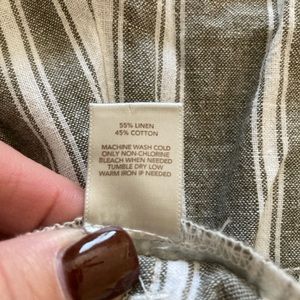 55% LINEN
45% COTTON
MACHINE WASH COLD
ONLY NON-CHLORINE
BLEACH WHEN NEEDED
TUMBLE DRY LOW
WARM IRON IF NEEDED